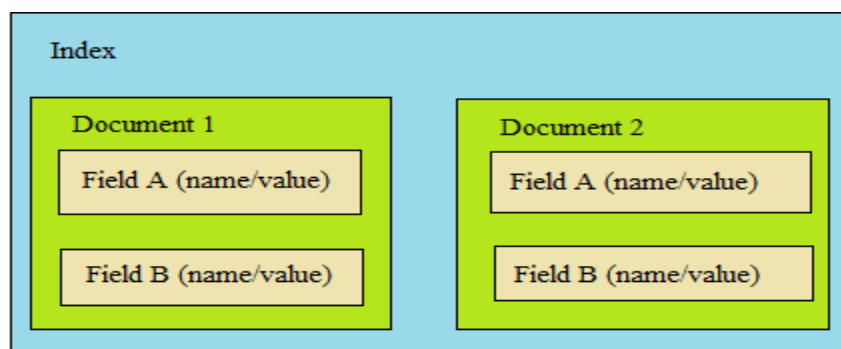 Index
Document 1
Field A (name/value)
Field B (name/value)
Document 2
Field A (name/value)
Field B (name/value)